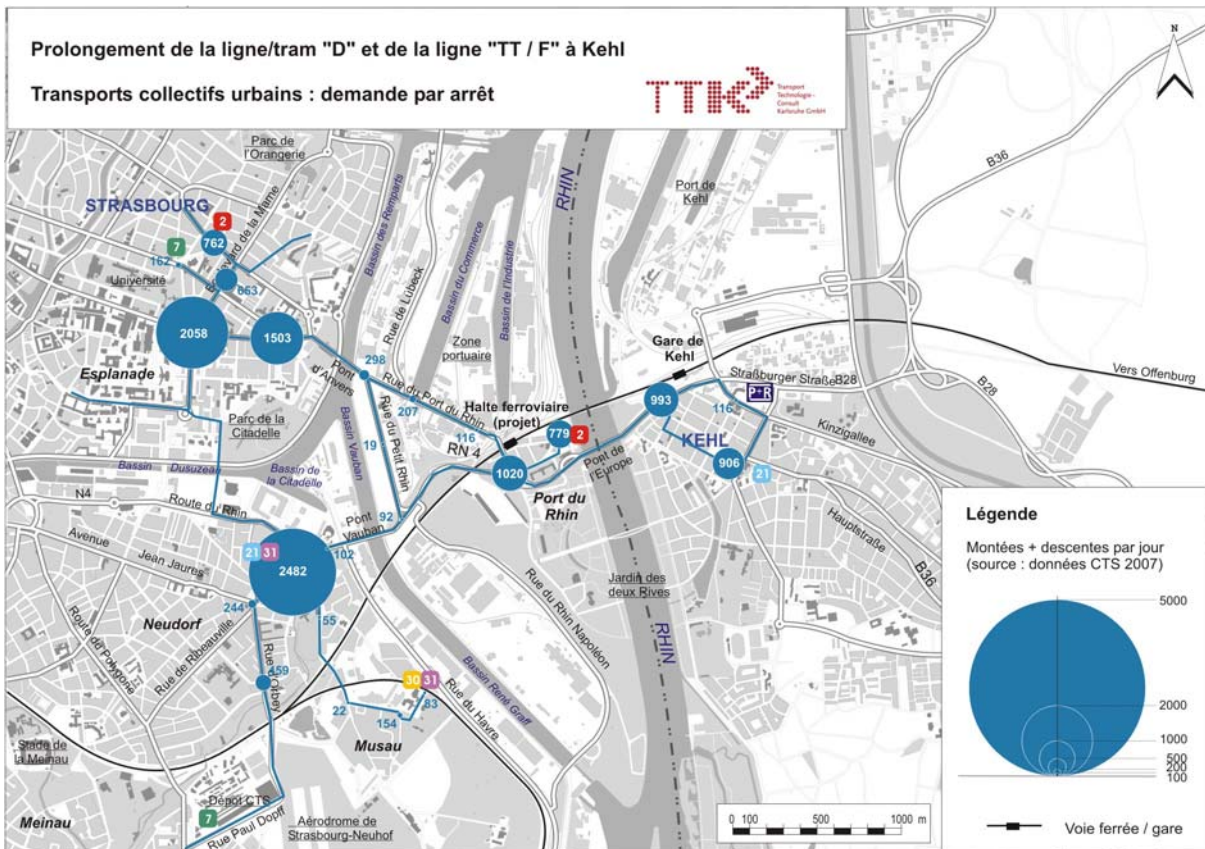 Prolongement de la ligne/tram "D" et de la ligne "TT / F" à Kehl
Transports collectifs urbains : demande par arrêt
TTK
Transport
Technologie-
Consult
Karlsruhe GmbH
Parc de
l'Orangerie
STRASBOURG
2
762
7
162
Boulevard de la Marne
663
Université
2058
1503
Esplanade
Parc de la
Citadelle
Pont
d'Anvers
298
Rue de Lübeck
Bassin des Remparts
Bassin du Commerce
Bassin de l'Industrie
Zone
portuaire
RHIN
Port de
Kehl
B36
Gare de
Kehl
Straßburger Straße
B28
B28
Vers Offenburg
Rue du Port du Rhin
207
Halte ferroviaire
(projet)
116
779
2
993
116
P+R
Kinzigallee
KEHL
906
21
RN 4
1020
Pont de
l'Europe
Port du
Rhin
19
Rue du Petit Rhin
Bassin Vauban
Bassin
Dusuzeau
Bassin de
la Citadelle
N4
Route du Rhin
92
Pont
Vauban
102
Avenue
Jean Jaures
21
31
2482
Hauptstraße
B36
Jardin des
deux Rives
RHIN
Rue du Rhin Napoléon
244
Neudorf
Rue de Ribeauville
Route du Polygone
55
459
Rue d'Orbey
30
31
83
22
154
Musau
Rue du Havre
Bassin René Graff
Stade de
la Meinau
Dépôt CTS
7
Meinau
Rue Paul Dopff
Aérodrome de
Strasbourg-Neuhof
0 100 500 1000 m
Légende
Montées + descentes par jour
(source : données CTS 2007)
5000
2000
1000
500
200
100
Voie ferrée / gare